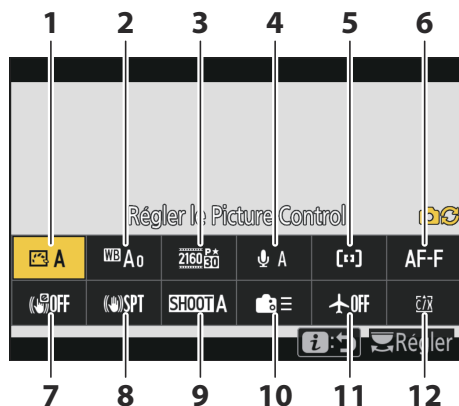 1 2 3 4 5 6
Régler le Picture Control
A WB A0 2160 P★ 30 A [ ] AF-F
OFF SPT SHOOT A OFF
i : Régler
7 8 9 10 11 12